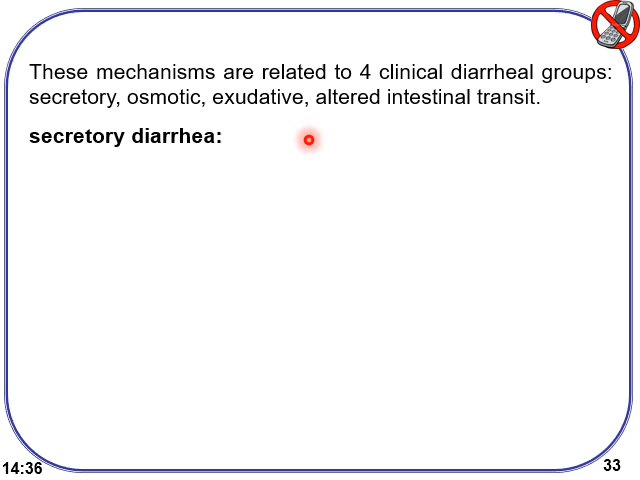 These mechanisms are related to 4 clinical diarrheal groups:
secretory, osmotic, exudative, altered intestinal transit.
secretory diarrhea:
14:36
33